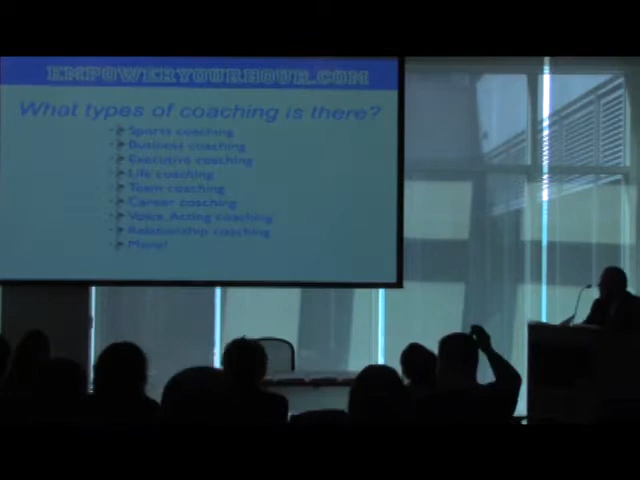 EMPOWERYOURHOUR.COM
What types of coaching is there?
Sports coaching
Business coaching
Executive coaching
Life coaching
Team coaching
Career coaching
Voice Acting coaching
Relationship coaching
More!